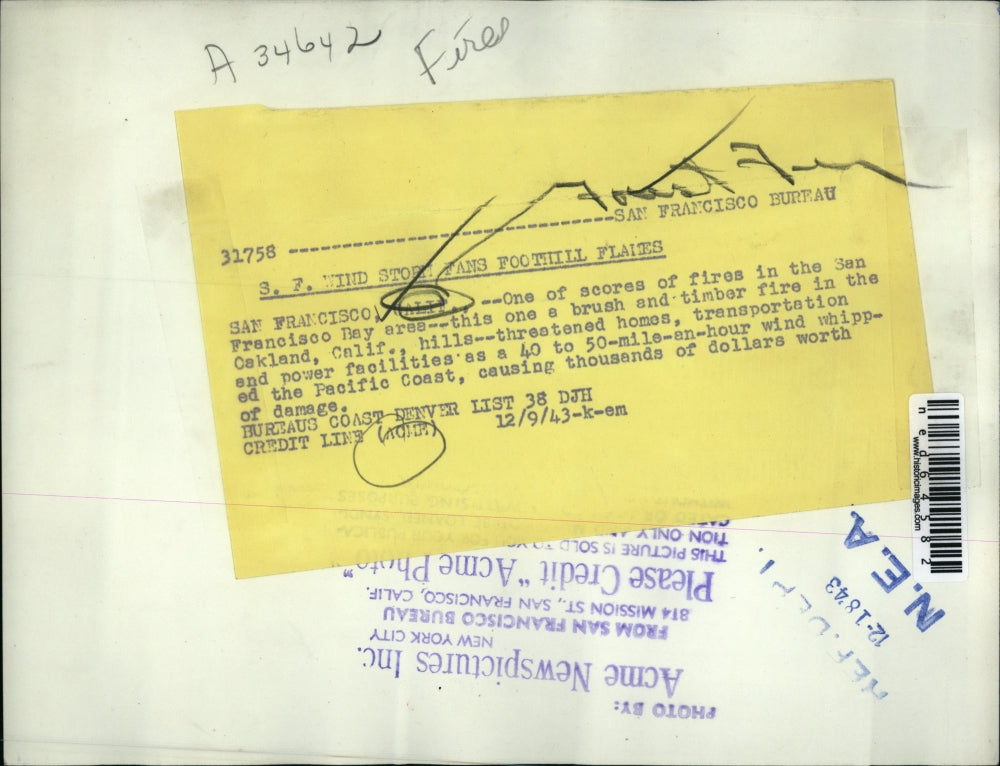 A 34642
Fires
Forest Fires
31758 ----------------------------------SAN FRANCISCO BUREAU
S. F. WIND STORM FANS FOOTHILL FLAMES
SAN FRANCISCO, CALIF., --One of scores of fires in the San
Francisco Bay area--this one a brush and timber fire in the
Oakland, Calif., hills--threatened homes, transportation
and power facilities as a 40 to 50-mile-an-hour wind whipp-
ed the Pacific Coast, causing thousands of dollars worth
of damage.
BUREAUS COAST DENVER LIST 38 DJH
CREDIT LINE (ACME) 12/9/43-k-em
ned64582
www.historicimages.com
N.E.A.
REF. DEPT.
12-18'43
PHOTO BY:
Acme Newspictures Inc.
NEW YORK CITY
FROM SAN FRANCISCO BUREAU
814 MISSION ST., SAN FRANCISCO, CALIF.
Please Credit "Acme Photo"
THIS PICTURE IS SOLD TO YOU
TION ONLY